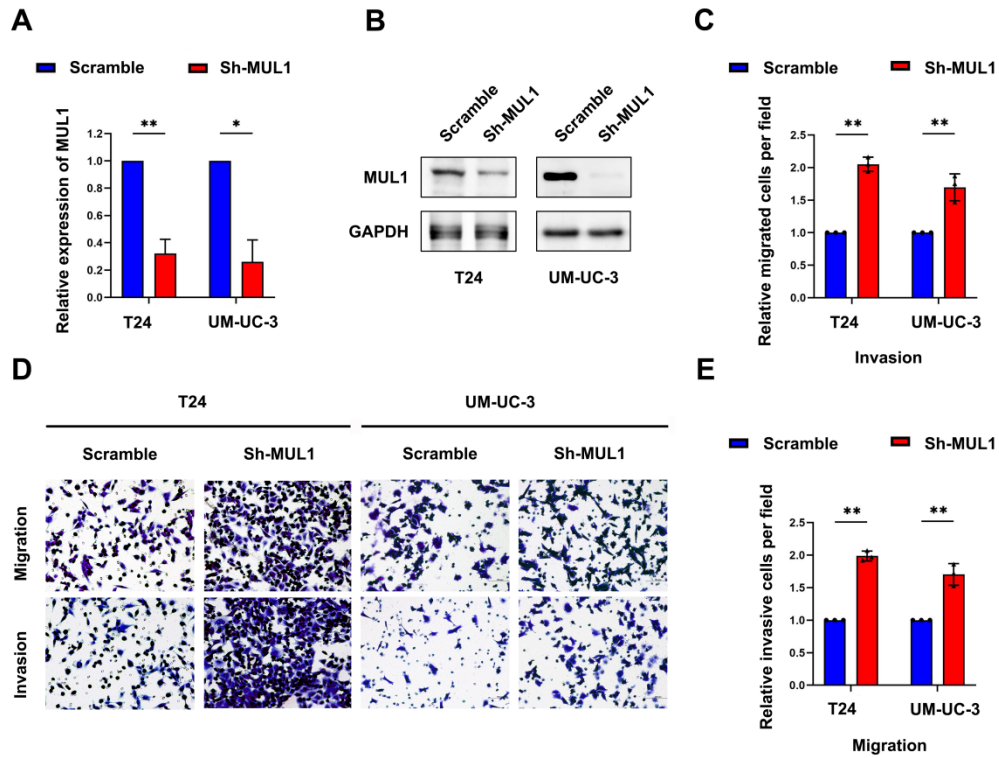 A
Scramble Sh-MUL1
Relative expression of MUL1
1.2
1.0
0.8
0.6
0.4
0.2
0.0
** *
T24 UM-UC-3
B
Scramble Sh-MUL1 Scramble Sh-MUL1
MUL1
GAPDH
T24 UM-UC-3
C
Scramble Sh-MUL1
Relative migrated cells per field
2.5
2.0
1.5
1.0
0.5
0.0
** **
T24 UM-UC-3
Invasion
D
T24 UM-UC-3
Scramble Sh-MUL1 Scramble Sh-MUL1
Migration
Invasion
E
Scramble Sh-MUL1
Relative invasive cells per field
2.5
2.0
1.5
1.0
0.5
0.0
** **
T24 UM-UC-3
Migration